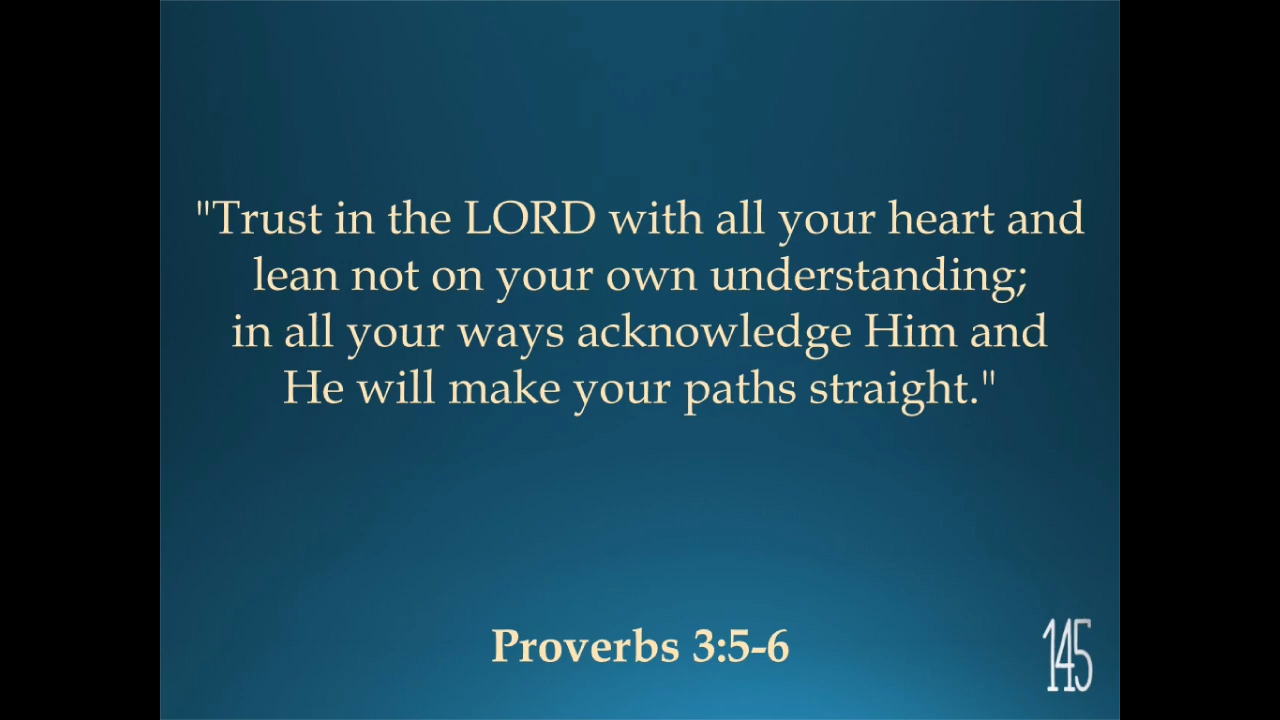 "Trust in the LORD with all your heart and
lean not on your own understanding;
in all your ways acknowledge Him and
He will make your paths straight."
Proverbs 3:5-6
145